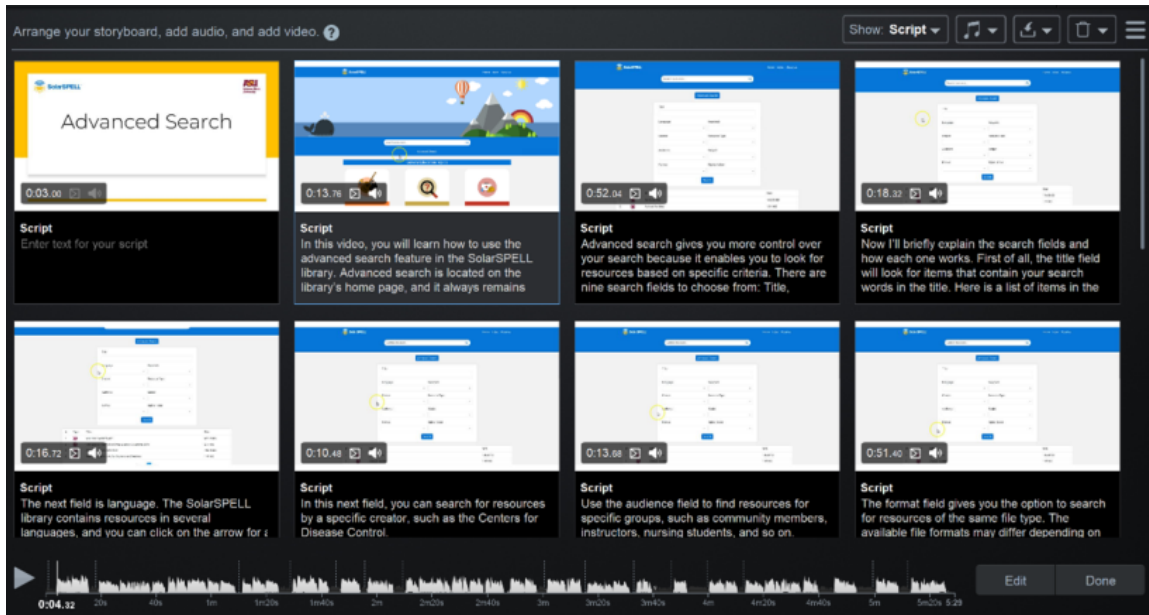 Arrange your storyboard, add audio, and add video. ?
Show: Script
SolarSPELL
ASU
Advanced Search
0:03.00
0:13.76
0:52.04
0:18.32
Script
Enter text for your script
Script
In this video, you will learn how to use the
advanced search feature in the SolarSPELL
library. Advanced search is located on the
library's home page, and it always remains
Script
Advanced search gives you more control over
your search because it enables you to look for
resources based on specific criteria. There are
nine search fields to choose from: Title,
Script
Now I'll briefly explain the search fields and
how each one works. First of all, the title field
will look for items that contain your search
words in the title. Here is a list of items in the
0:16.72
0:10.48
0:13.68
0:51.40
Script
The next field is language. The SolarSPELL
library contains resources in several
languages, and you can click on the arrow for a
Script
In this next field, you can search for resources
by a specific creator, such as the Centers for
Disease Control.
Script
Use the audience field to find resources for
specific groups, such as community members,
instructors, nursing students, and so on.
Script
The format field gives you the option to search
for resources of the same file type. The
available file formats may differ depending on
0:04.32
20s 40s 1m 1m20s 1m40s 2m 2m20s 2m40s 3m 3m20s 3m40s 4m 4m20s 4m40s 5m 5m20s 5:29
Edit
Done